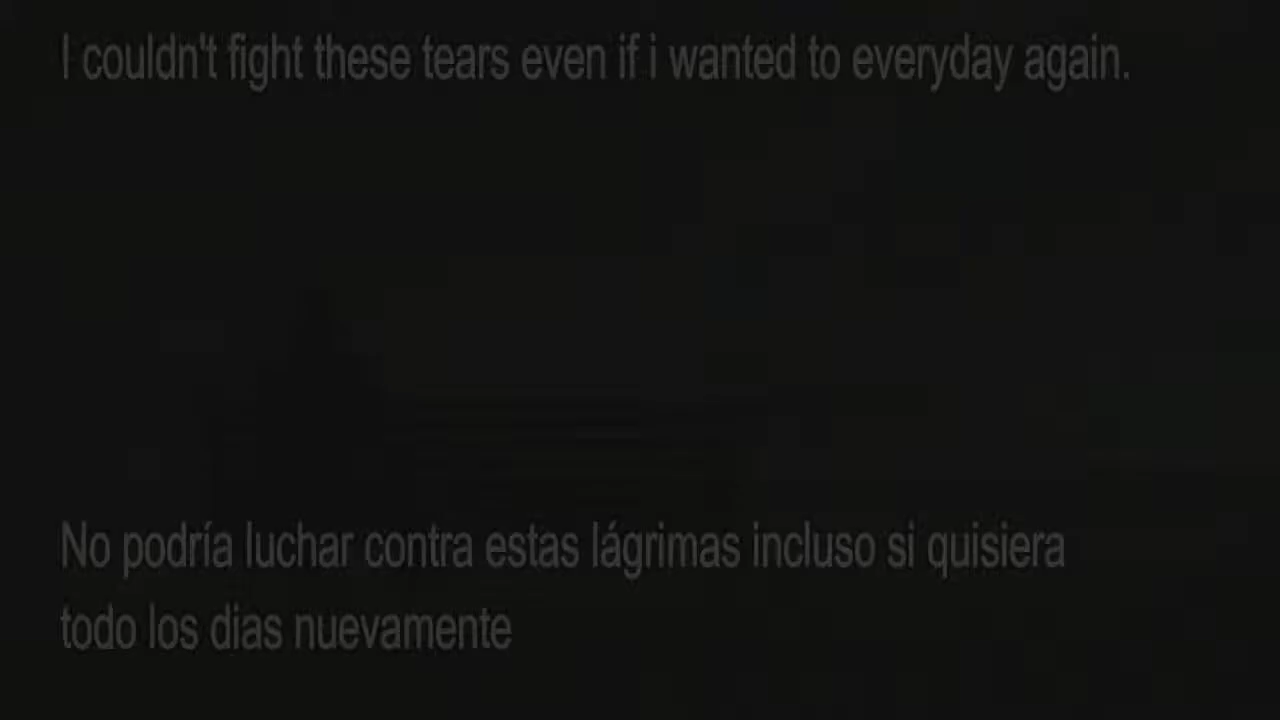 I couldn't fight these tears even if i wanted to everyday again.
No podría luchar contra estas lágrimas incluso si quisiera
todo los dias nuevamente